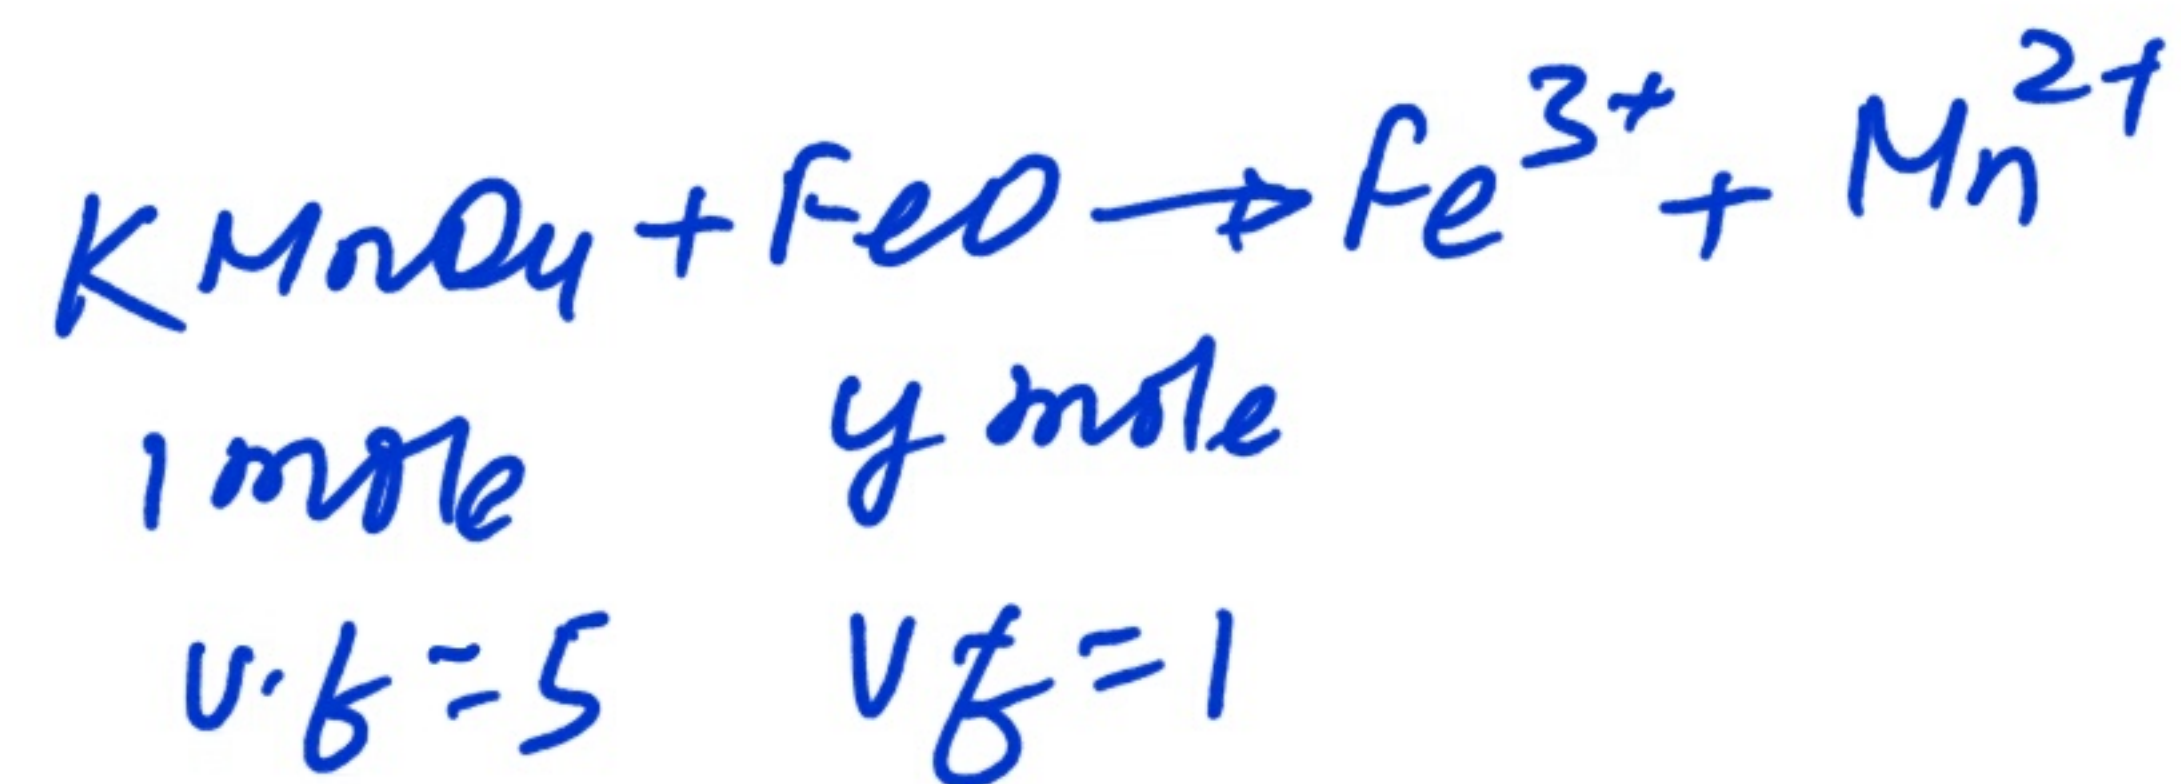 KMnO4 + FeO → Fe3+ + Mn2+
1 mole y mole
v.f = 5 vf = 1